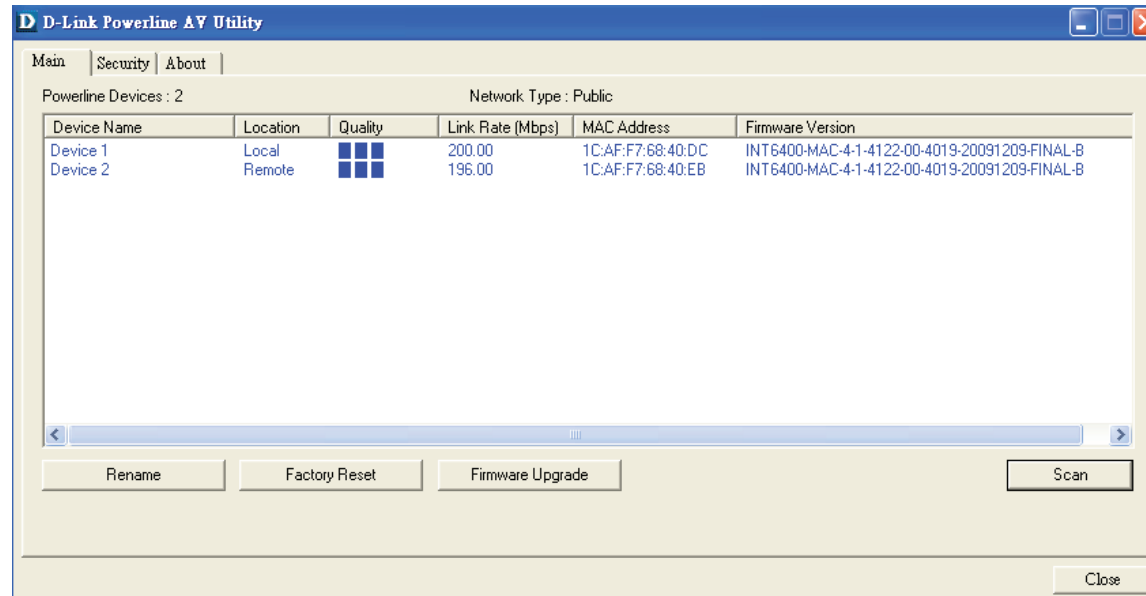 D-Link Powerline AV Utility
Main Security About
Powerline Devices : 2 Network Type : Public
Device Name Location Quality Link Rate (Mbps) MAC Address Firmware Version
Device 1 Local 200.00 1C:AF:F7:68:40:DC INT6400-MAC-4-1-4122-00-4019-20091209-FINAL-B
Device 2 Remote 196.00 1C:AF:F7:68:40:EB INT6400-MAC-4-1-4122-00-4019-20091209-FINAL-B
Rename Factory Reset Firmware Upgrade Scan
Close